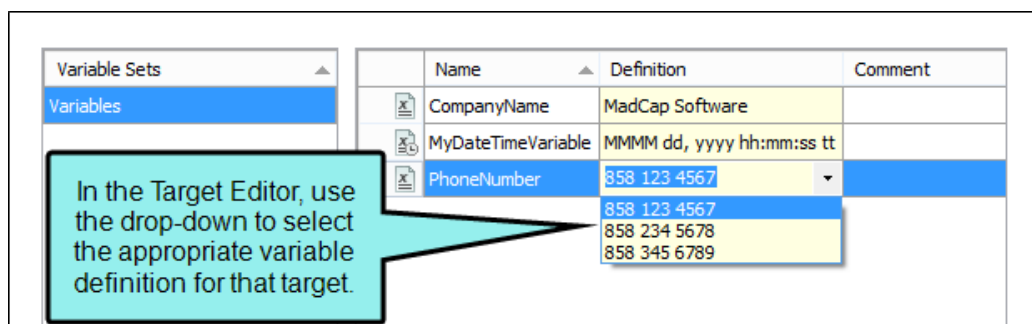 Variable Sets
Name Definition Comment
Variables
CompanyName MadCap Software
MyDateTimeVariable MMMM dd, yyyy hh:mm:ss tt
PhoneNumber 858 123 4567
858 123 4567
858 234 5678
858 345 6789
In the Target Editor, use
the drop-down to select
the appropriate variable
definition for that target.